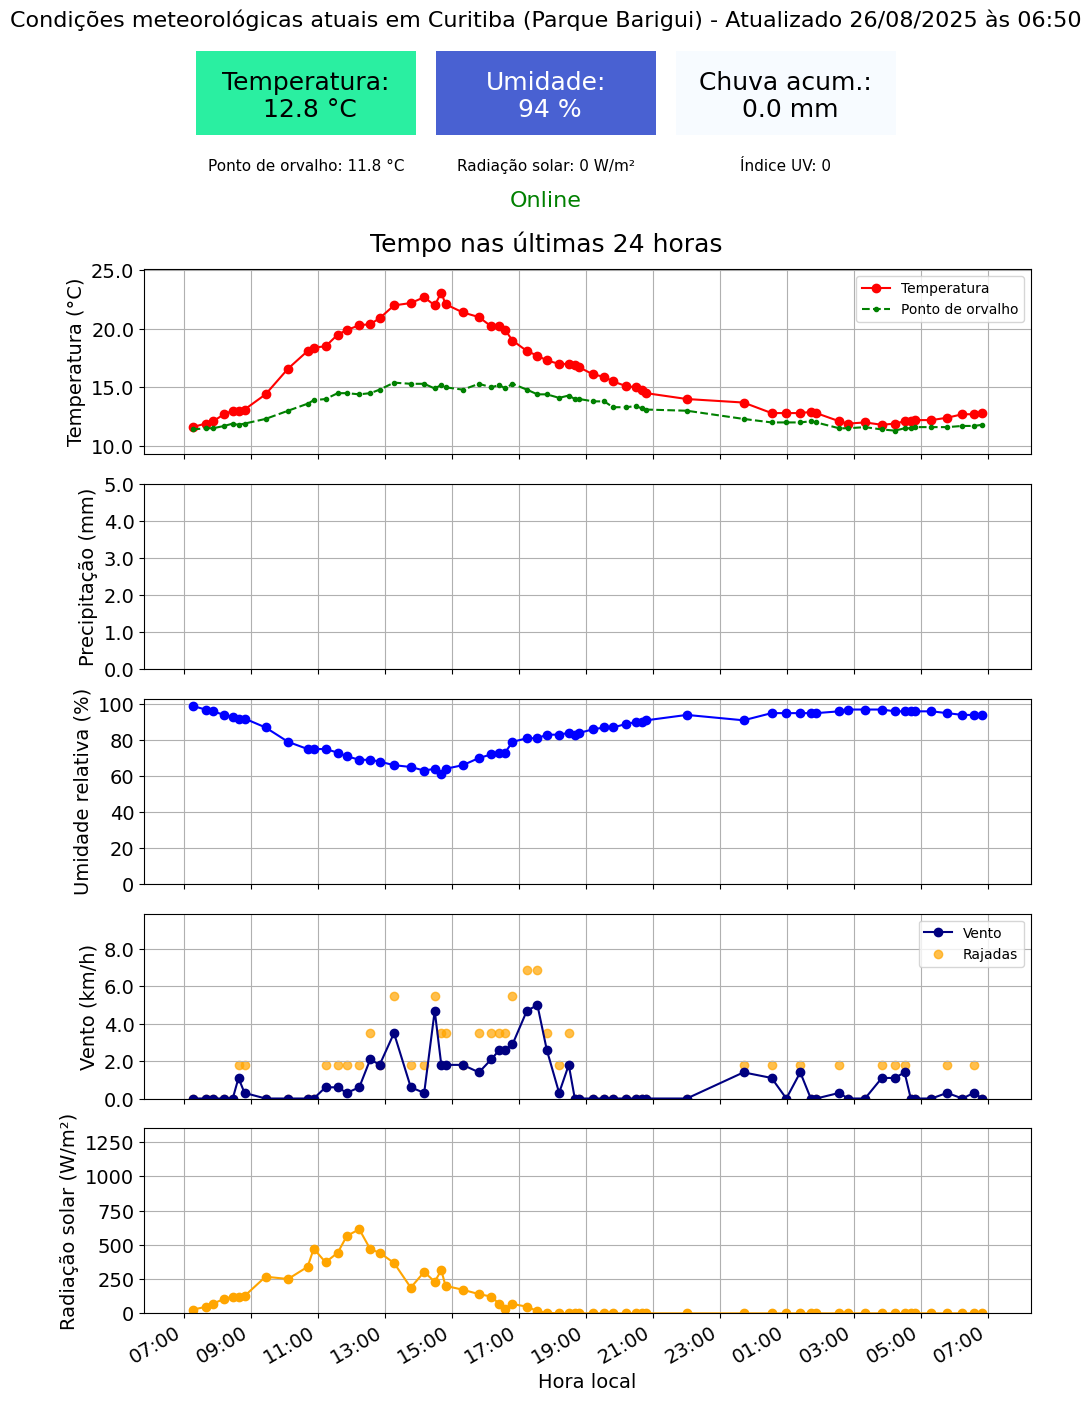 Condições meteorológicas atuais em Curitiba (Parque Barigui) - Atualizado 26/08/2025 às 06:50
Temperatura:
12.8 °C
Umidade:
94 %
Chuva acum.:
0.0 mm
Ponto de orvalho: 11.8 °C
Radiação solar: 0 W/m²
Índice UV: 0
Online
Tempo nas últimas 24 horas
Temperatura (°C)
25.0
20.0
15.0
10.0
Temperatura
Ponto de orvalho
Precipitação (mm)
5.0
4.0
3.0
2.0
1.0
0.0
Umidade relativa (%)
100
80
60
40
20
0
Vento (km/h)
8.0
6.0
4.0
2.0
0.0
Vento
Rajadas
Radiação solar (W/m²)
1250
1000
750
500
250
0
07:00
09:00
11:00
13:00
15:00
17:00
19:00
21:00
23:00
01:00
03:00
05:00
07:00
Hora local